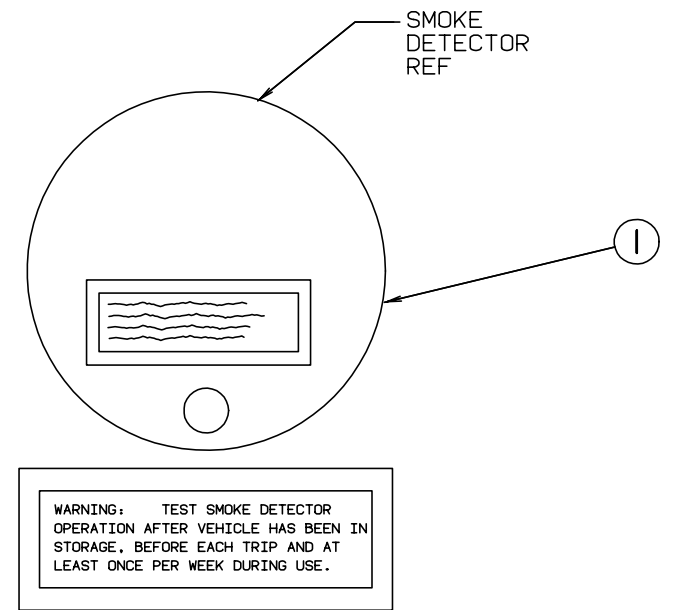 SMOKE
DETECTOR
REF
1
WARNING: TEST SMOKE DETECTOR
OPERATION AFTER VEHICLE HAS BEEN IN
STORAGE, BEFORE EACH TRIP AND AT
LEAST ONCE PER WEEK DURING USE.